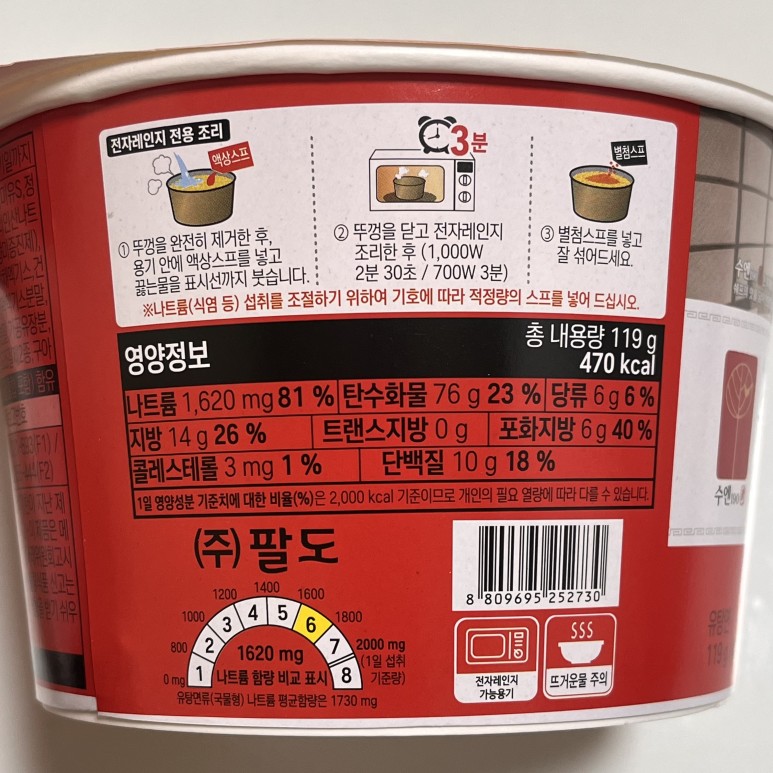 전자레인지 전용 조리
액상스프
① 뚜껑을 완전히 제거한 후,
용기 안에 액상스프를 넣고
끓는물을 표시선까지 붓습니다.
3분
② 뚜껑을 닫고 전자레인지
조리한 후 (1,000W
2분 30초 / 700W 3분)
별첨스프
③ 별첨스프를 넣고
잘 섞어드세요.
※나트륨(식염 등) 섭취를 조절하기 위하여 기호에 따라 적정량의 스프를 넣어 드십시오.
영양정보
총 내용량 119 g
470 kcal
나트륨 1,620 mg 81 % 탄수화물 76 g 23 % 당류 6 g 6 %
지방 14 g 26 % 트랜스지방 0 g 포화지방 6 g 40 %
콜레스테롤 3 mg 1 % 단백질 10 g 18 %
1일 영양성분 기준치에 대한 비율(%)은 2,000 kcal 기준이므로 개인의 필요 열량에 따라 다를 수 있습니다.
(주) 팔도
0 mg 800 1000 1200 1400 1600 1800 2000 mg
(1일 섭취
기준량)
1 2 3 4 5 6 7 8
1620 mg
나트륨 함량 비교 표시
유탕면류(국물형) 나트륨 평균함량은 1730 mg
8 809695 252730
전자레인지
가능용기
뜨거운물 주의
수엔